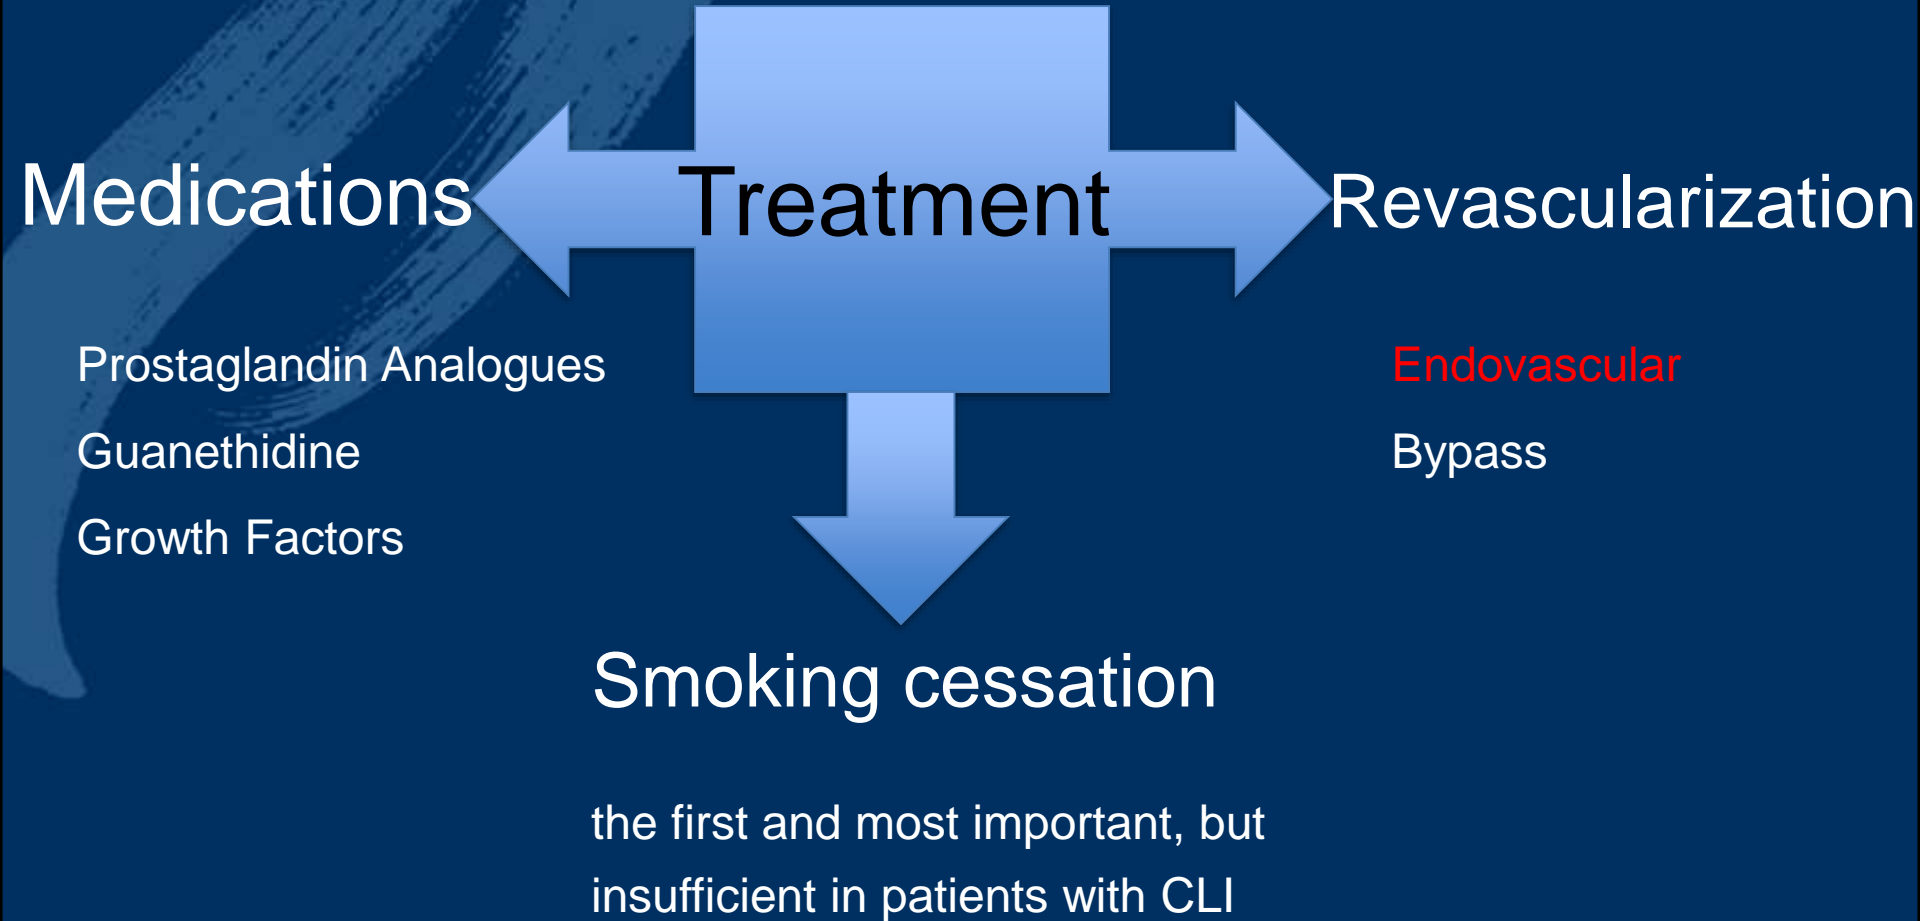 Medications
Treatment
Revascularization
Prostaglandin Analogues
Guanethidine
Growth Factors
Endovascular
Bypass
Smoking cessation
the first and most important, but
insufficient in patients with CLI